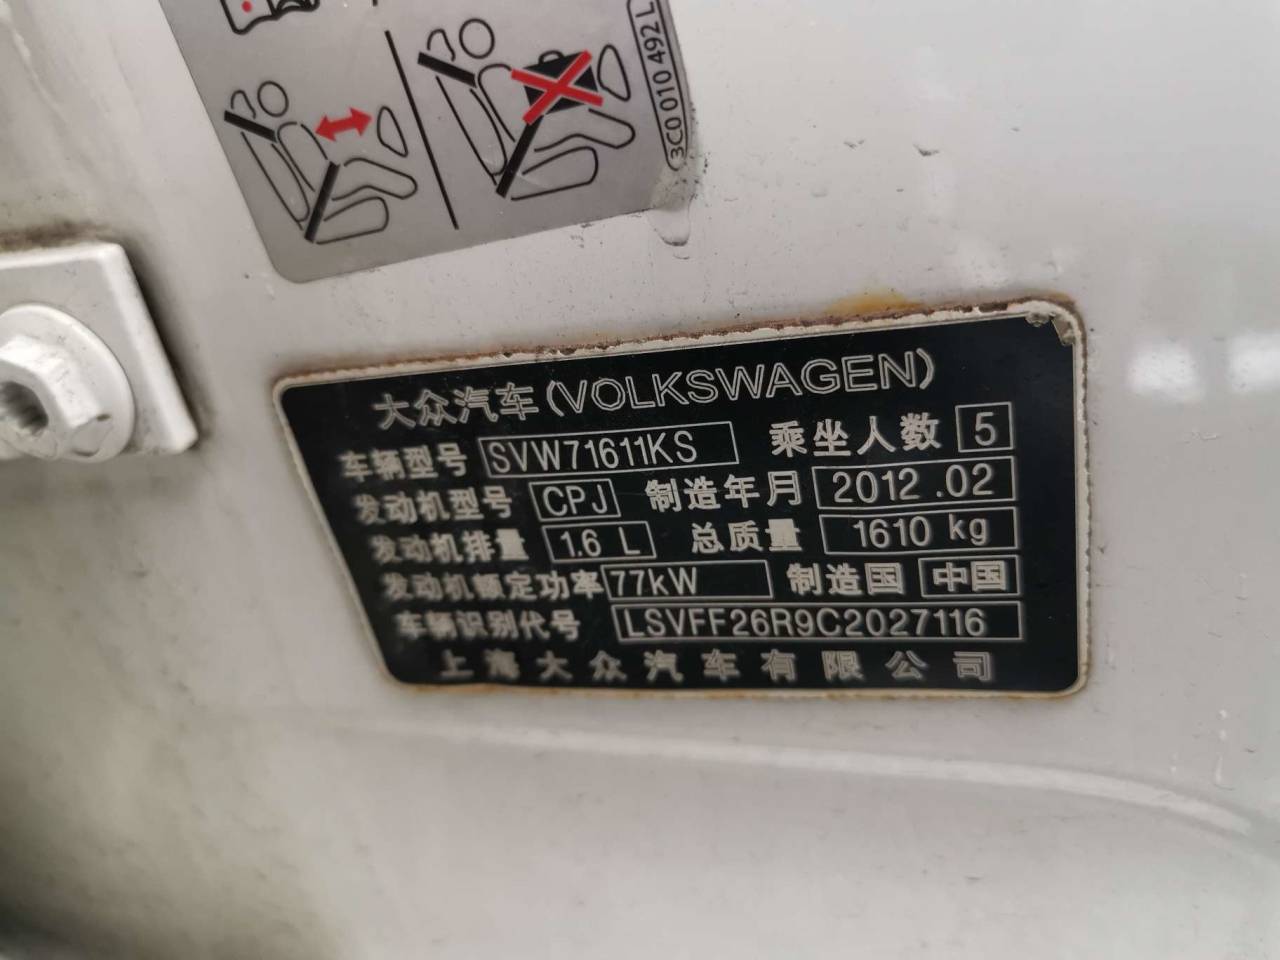 3C0 010 492 L
大众汽车(VOLKSWAGEN)
车辆型号 SVW71611KS 乘坐人数 5
发动机型号 CPJ 制造年月 2012.02
发动机排量 1.6 L 总质量 1610 kg
发动机额定功率 77kW 制造国 中国
车辆识别代号 LSVFF26R9C2027116
上海大众汽车有限公司